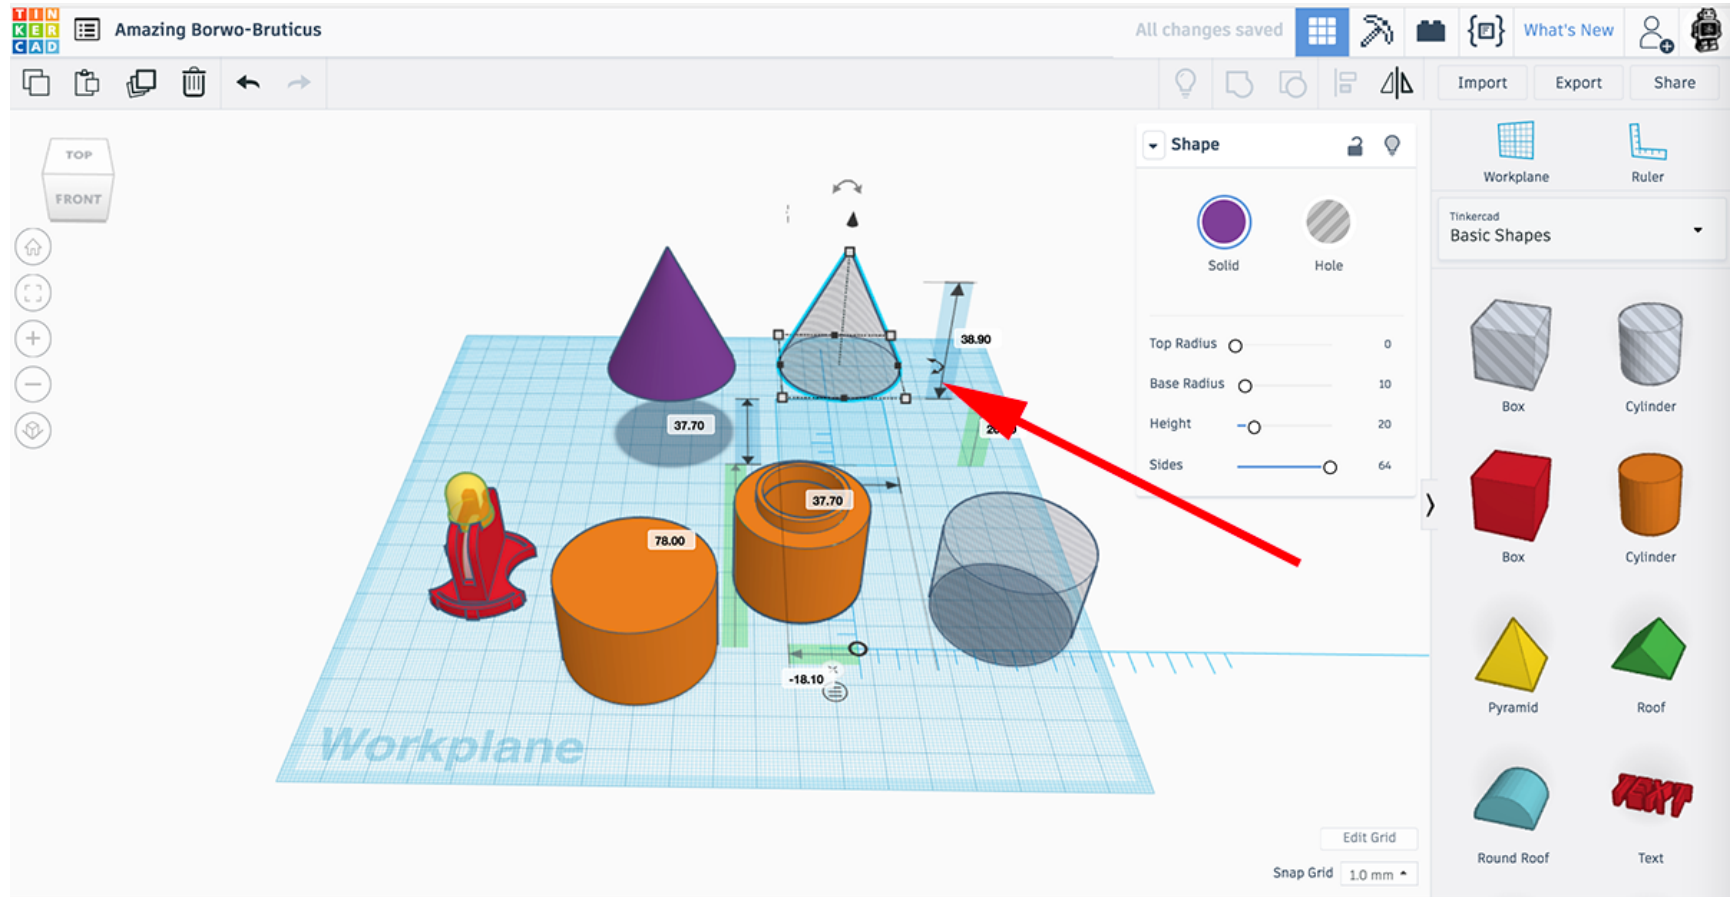 TIN
KER
CAD
Amazing Borwo-Bruticus
All changes saved
What's New
Import
Export
Share
TOP
FRONT
Shape
Solid
Hole
Top Radius 0
Base Radius 10
Height 20
Sides 64
Workplane
Ruler
Tinkercad
Basic Shapes
Box
Cylinder
Box
Cylinder
Pyramid
Roof
Round Roof
TEXT
Text
38.90
37.70
37.70
78.00
-18.10
Workplane
Edit Grid
Snap Grid 1.0 mm